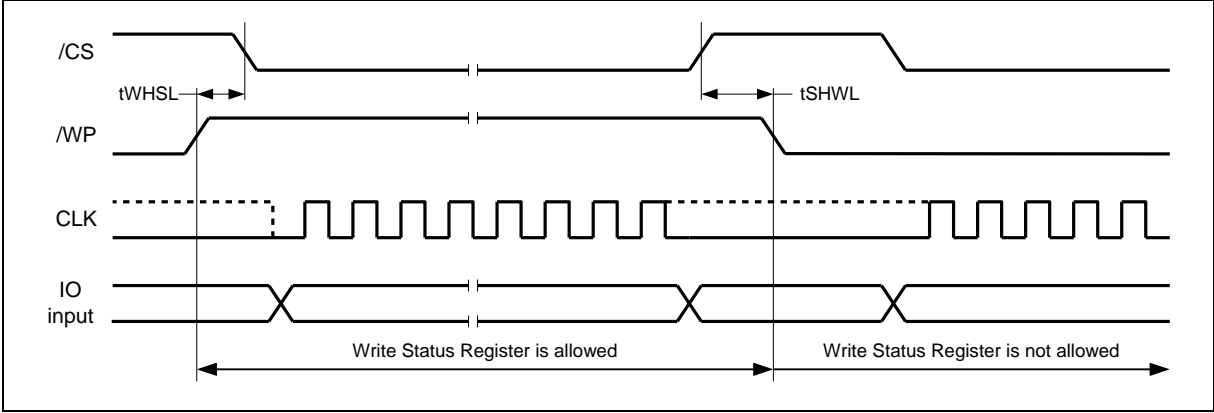 /CS
tWHSL
tSHWL
/WP
CLK
IO
input
Write Status Register is allowed
Write Status Register is not allowed